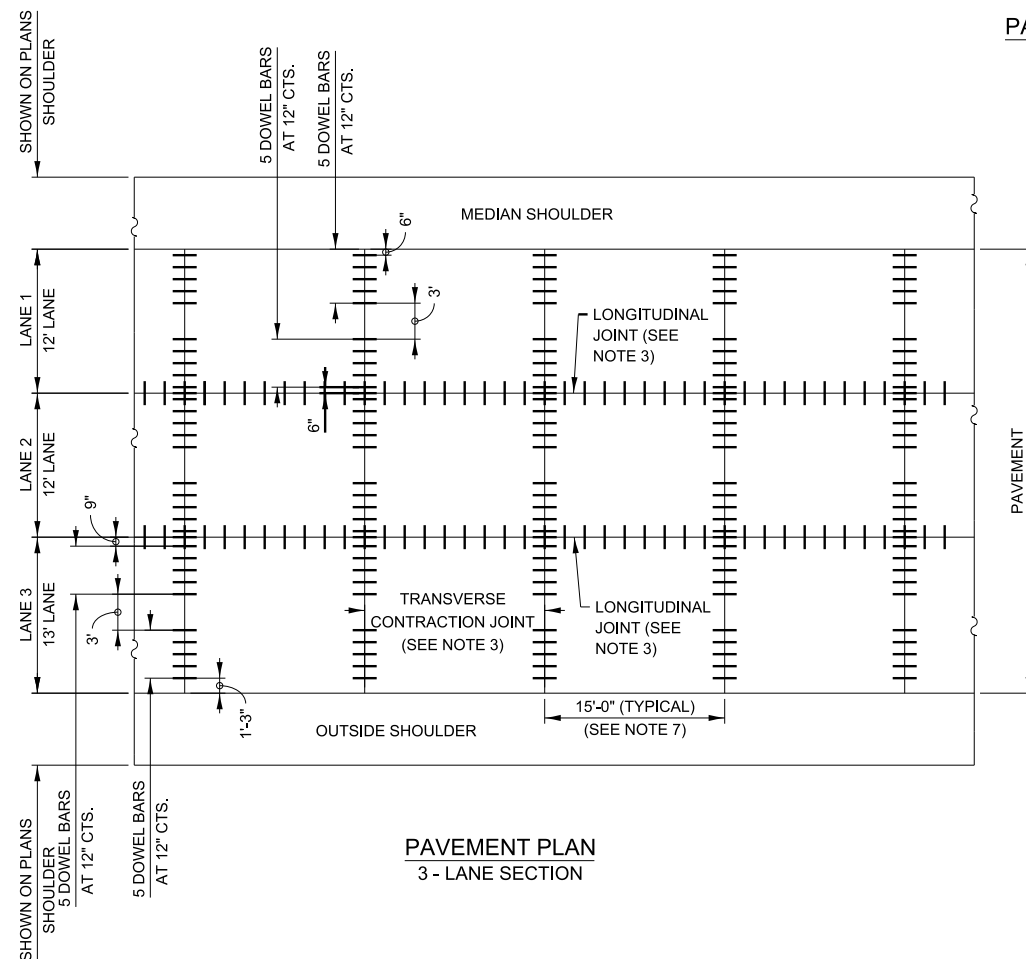 PA
SHOWN ON PLANS
SHOULDER
5 DOWEL BARS
AT 12" CTS.
5 DOWEL BARS
AT 12" CTS.
MEDIAN SHOULDER
6"
3'
LANE 1
12' LANE
LONGITUDINAL
JOINT (SEE
NOTE 3)
6"
LANE 2
12' LANE
PAVEMENT
9"
LANE 3
13' LANE
3'
TRANSVERSE
CONTRACTION JOINT
(SEE NOTE 3)
LONGITUDINAL
JOINT (SEE
NOTE 3)
1'-3"
15'-0" (TYPICAL)
(SEE NOTE 7)
OUTSIDE SHOULDER
SHOWN ON PLANS
SHOULDER
5 DOWEL BARS
AT 12" CTS.
5 DOWEL BARS
AT 12" CTS.
PAVEMENT PLAN
3 - LANE SECTION